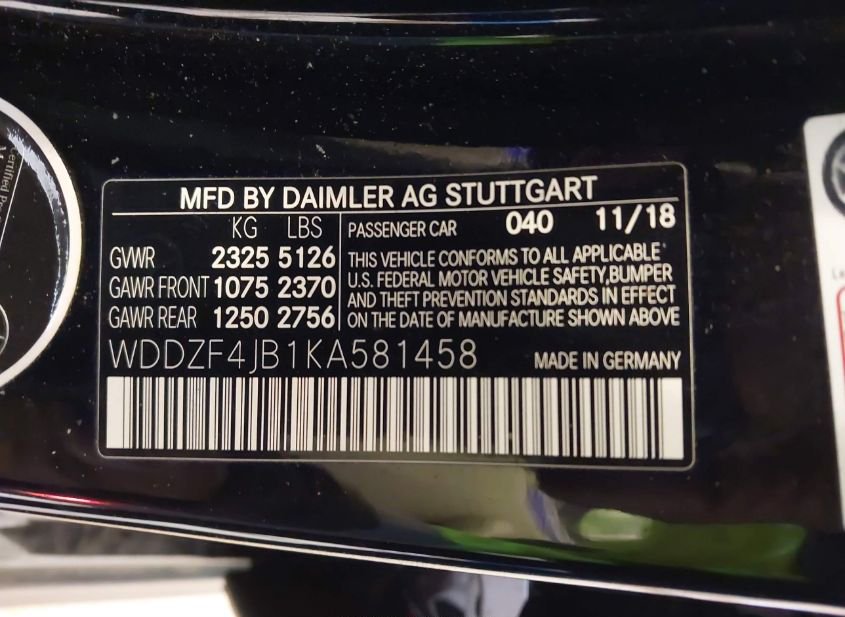 MFD BY DAIMLER AG STUTTGART
KG LBS
GVWR 2325 5126
GAWR FRONT 1075 2370
GAWR REAR 1250 2756
PASSENGER CAR 040 11/18
THIS VEHICLE CONFORMS TO ALL APPLICABLE
U.S. FEDERAL MOTOR VEHICLE SAFETY,BUMPER
AND THEFT PREVENTION STANDARDS IN EFFECT
ON THE DATE OF MANUFACTURE SHOWN ABOVE
WDDZF4JB1KA581458 MADE IN GERMANY